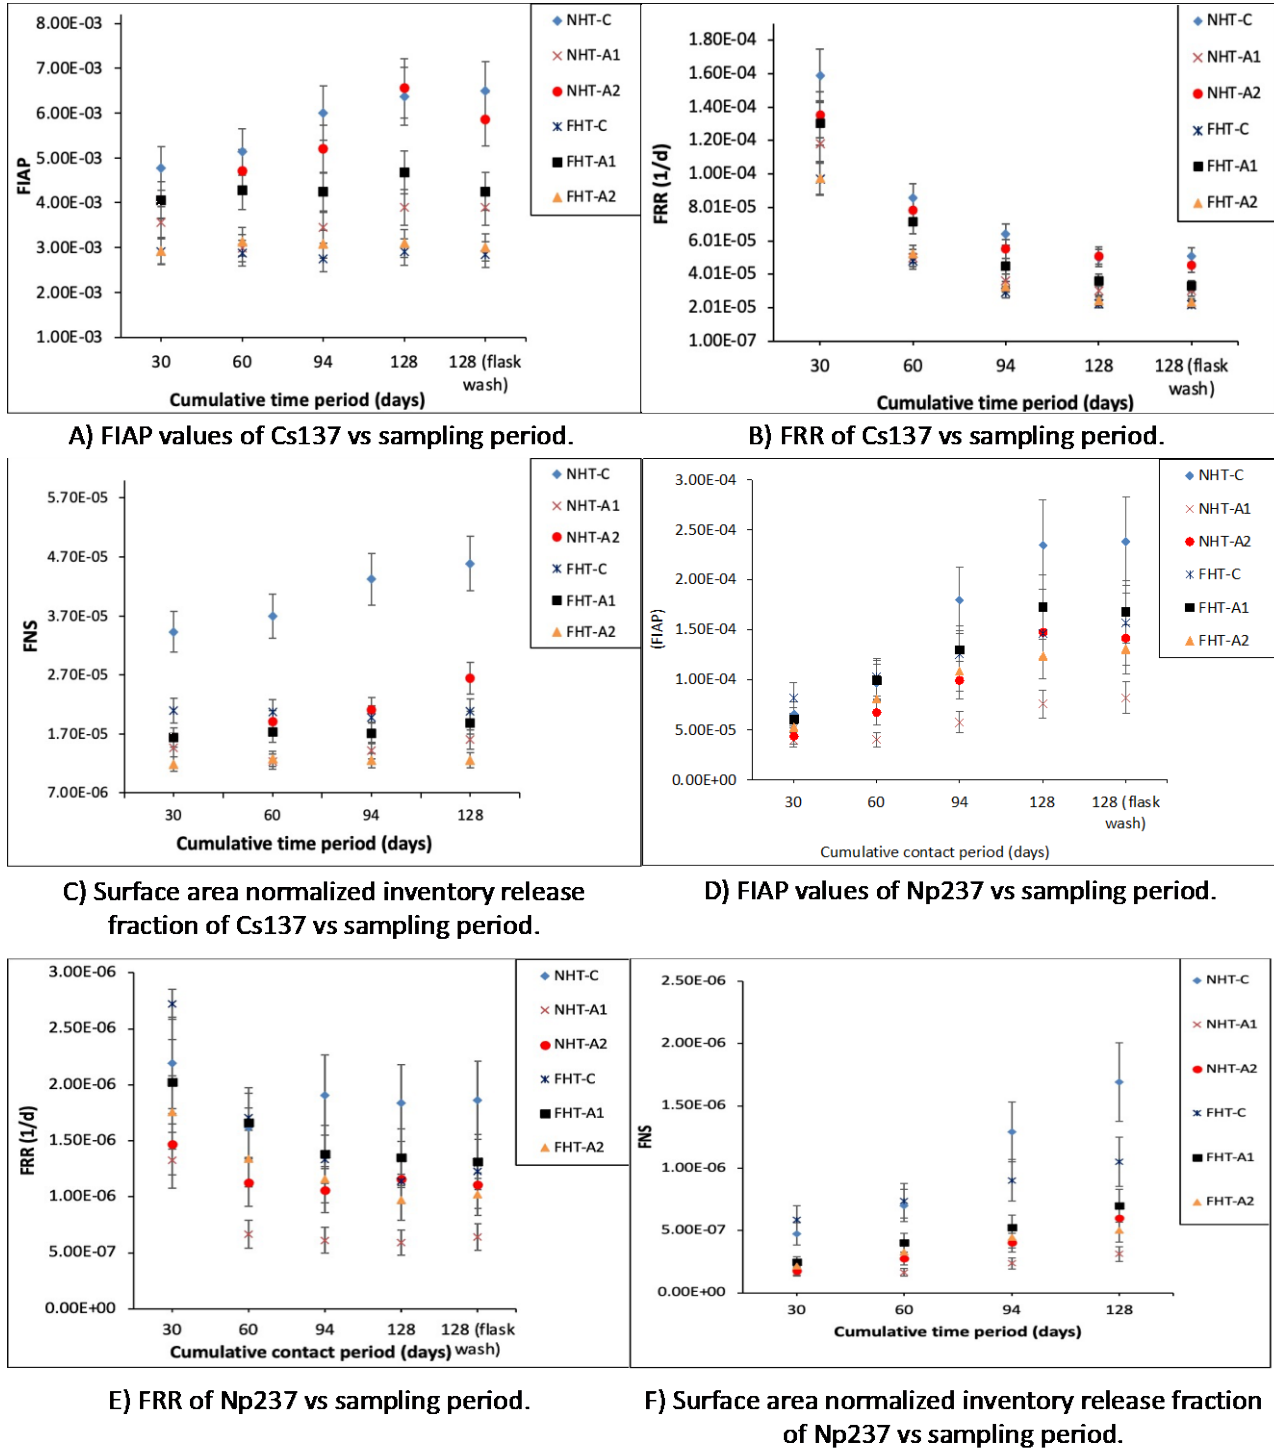 8.00E-03
7.00E-03
6.00E-03
5.00E-03
4.00E-03
3.00E-03
2.00E-03
1.00E-03
FIAP
30 60 94 128 128 (flask
wash)
Cumulative time period (days)
NHT-C
NHT-A1
NHT-A2
FHT-C
FHT-A1
FHT-A2
A) FIAP values of Cs137 vs sampling period.
1.80E-04
1.60E-04
1.40E-04
1.20E-04
1.00E-04
8.01E-05
6.01E-05
4.01E-05
2.01E-05
1.00E-07
FRR (1/d)
30 60 94 128 128 (flask
wash)
Cumulative time period (days)
NHT-C
NHT-A1
NHT-A2
FHT-C
FHT-A1
FHT-A2
B) FRR of Cs137 vs sampling period.
5.70E-05
4.70E-05
3.70E-05
2.70E-05
1.70E-05
7.00E-06
FNS
30 60 94 128
Cumulative time period (days)
NHT-C
NHT-A1
NHT-A2
FHT-C
FHT-A1
FHT-A2
C) Surface area normalized inventory release
fraction of Cs137 vs sampling period.
3.00E-04
2.50E-04
2.00E-04
1.50E-04
1.00E-04
5.00E-05
0.00E+00
(FIAP)
30 60 94 128 128 (flask
wash)
Cumulative contact period (days)
NHT-C
NHT-A1
NHT-A2
FHT-C
FHT-A1
FHT-A2
D) FIAP values of Np237 vs sampling period.
3.00E-06
2.50E-06
2.00E-06
1.50E-06
1.00E-06
5.00E-07
0.00E+00
FRR (1/d)
30 60 94 128 128 (flask
Cumulative contact period (days) wash)
NHT-C
NHT-A1
NHT-A2
FHT-C
FHT-A1
FHT-A2
E) FRR of Np237 vs sampling period.
2.50E-06
2.00E-06
1.50E-06
1.00E-06
5.00E-07
0.00E+00
FNS
30 60 94 128
Cumulative time period (days)
NHT-C
NHT-A1
NHT-A2
FHT-C
FHT-A1
FHT-A2
F) Surface area normalized inventory release fraction
of Np237 vs sampling period.